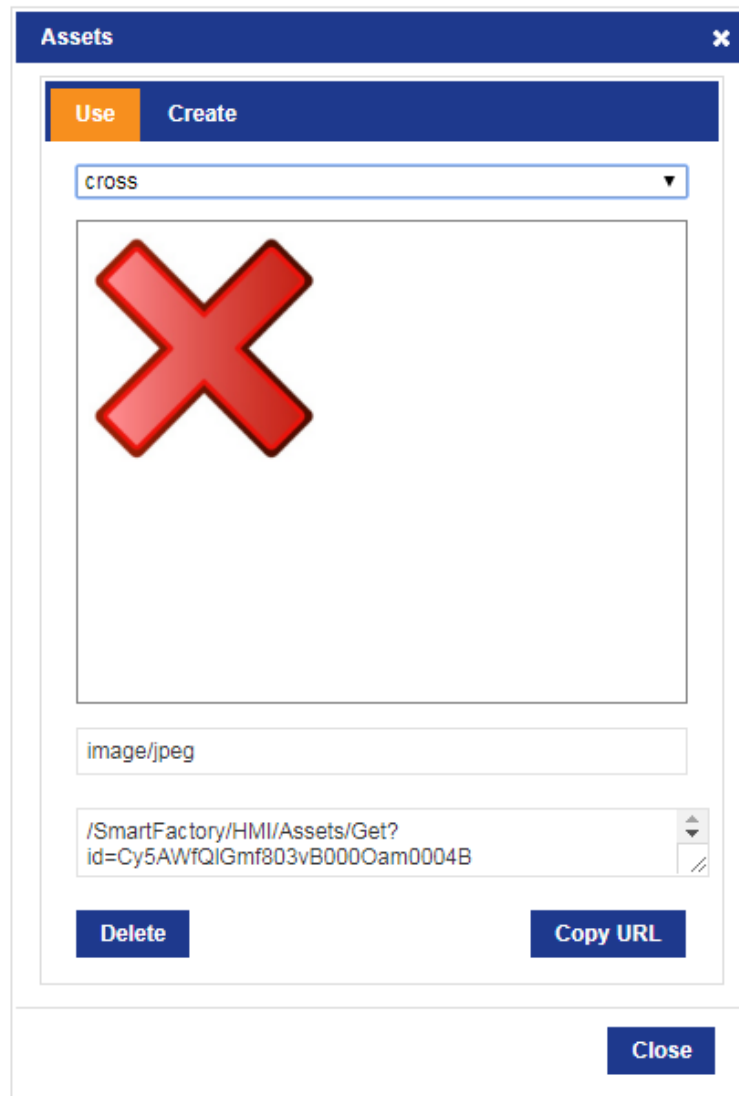 Assets
Use Create
cross
image/jpeg
/SmartFactory/HMI/Assets/Get?
id=Cy5AWfQIGmf803vB000Oam0004B
Delete Copy URL
Close